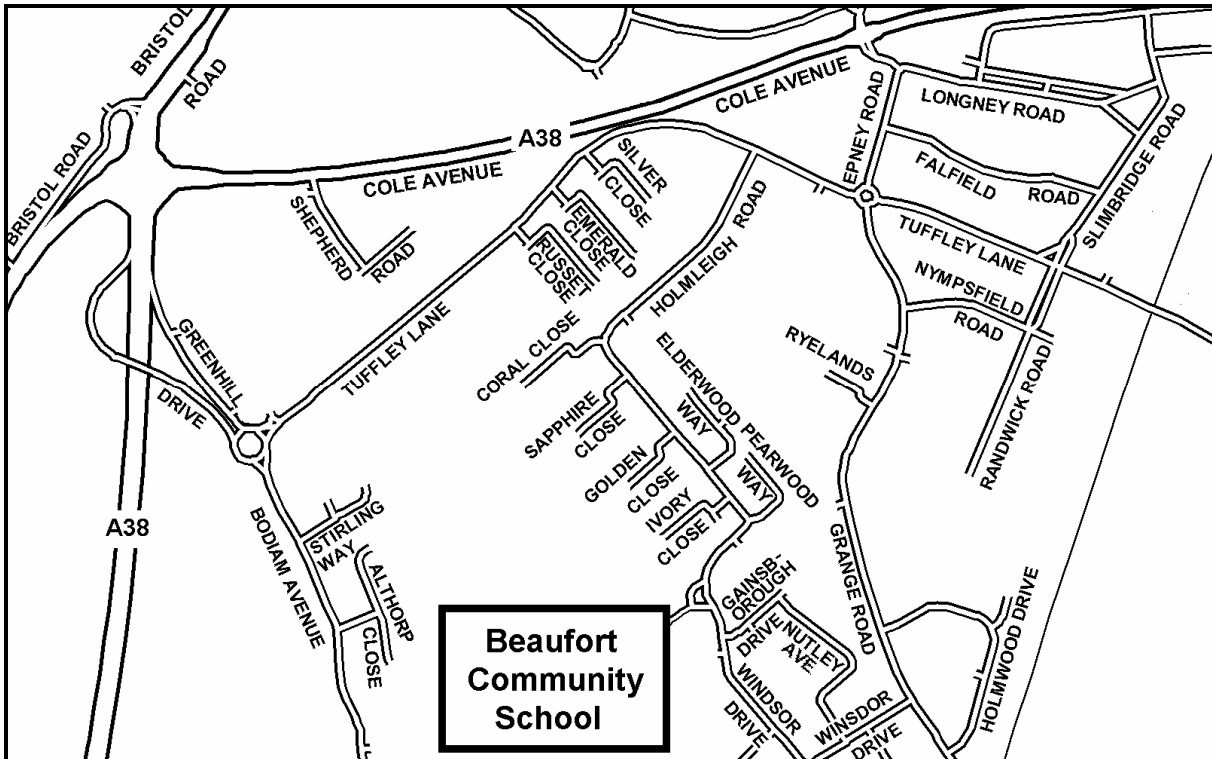 BRISTOL
ROAD
BRISTOL ROAD
A38
COLE AVENUE
COLE AVENUE
SHEPHERD
ROAD
SILVER
CLOSE
EMERALD
CLOSE
RUSSET
CLOSE
EPNEY ROAD
LONGNEY ROAD
FALFIELD
ROAD
SLIMBRIDGE ROAD
TUFFLEY LANE
NYMPSFIELD
ROAD
RANDWICK ROAD
RYELANDS
HOLMLEIGH
ROAD
TUFFLEY LANE
GREENHILL
DRIVE
CORAL CLOSE
SAPPHIRE
CLOSE
GOLDEN
CLOSE
IVORY
CLOSE
ELDERWOOD
WAY
PEARWOOD
WAY
A38
BODIAM AVENUE
STIRLING
WAY
ALTHORP
CLOSE
GRANGE ROAD
GAINSB-
OROUGH
DRIVE
NUTLEY
AVE
WINDSOR
DRIVE
WINSDOR
DRIVE
HOLMWOOD DRIVE
Beaufort
Community
School